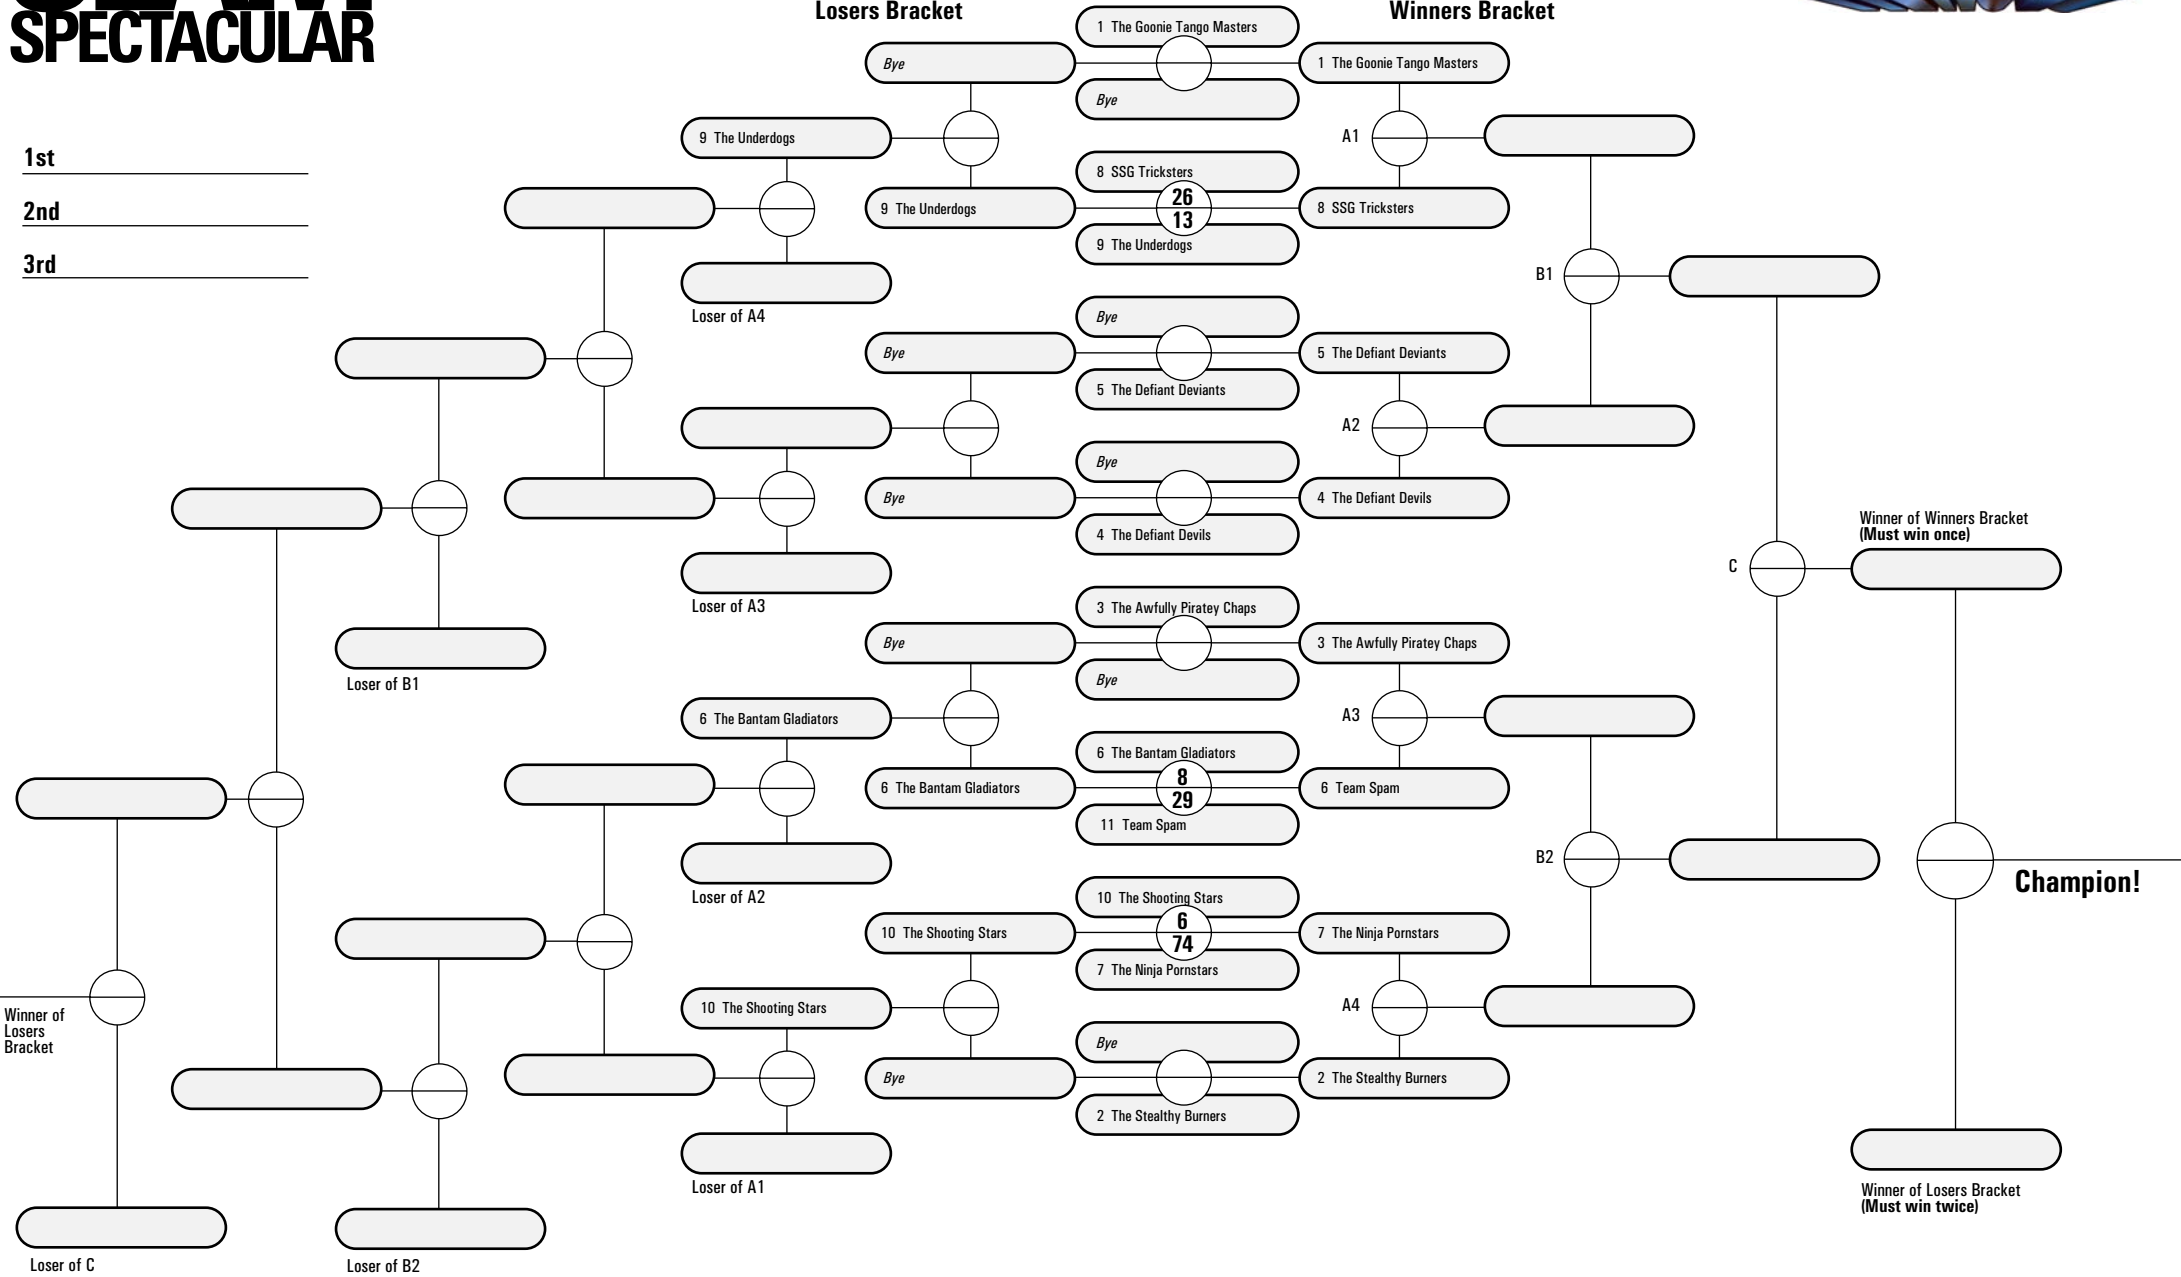 SPECTACULAR
1st
2nd
3rd
Losers Bracket
Winners Bracket
1 The Goonie Tango Masters
Bye
1 The Goonie Tango Masters
Bye
9 The Underdogs
A1
8 SSG Tricksters
9 The Underdogs
26
13
8 SSG Tricksters
9 The Underdogs
B1
Loser of A4
Bye
Bye
5 The Defiant Deviants
5 The Defiant Deviants
A2
Bye
Bye
4 The Defiant Devils
4 The Defiant Devils
Winner of Winners Bracket
(Must win once)
C
Loser of A3
3 The Awfully Piratey Chaps
Bye
3 The Awfully Piratey Chaps
Bye
Loser of B1
6 The Bantam Gladiators
A3
6 The Bantam Gladiators
6 The Bantam Gladiators
8
29
6 Team Spam
11 Team Spam
B2
Champion!
Loser of A2
10 The Shooting Stars
10 The Shooting Stars
6
74
7 The Ninja Pornstars
7 The Ninja Pornstars
10 The Shooting Stars
A4
Winner of
Losers
Bracket
Bye
Bye
2 The Stealthy Burners
2 The Stealthy Burners
Loser of A1
Winner of Losers Bracket
(Must win twice)
Loser of C
Loser of B2